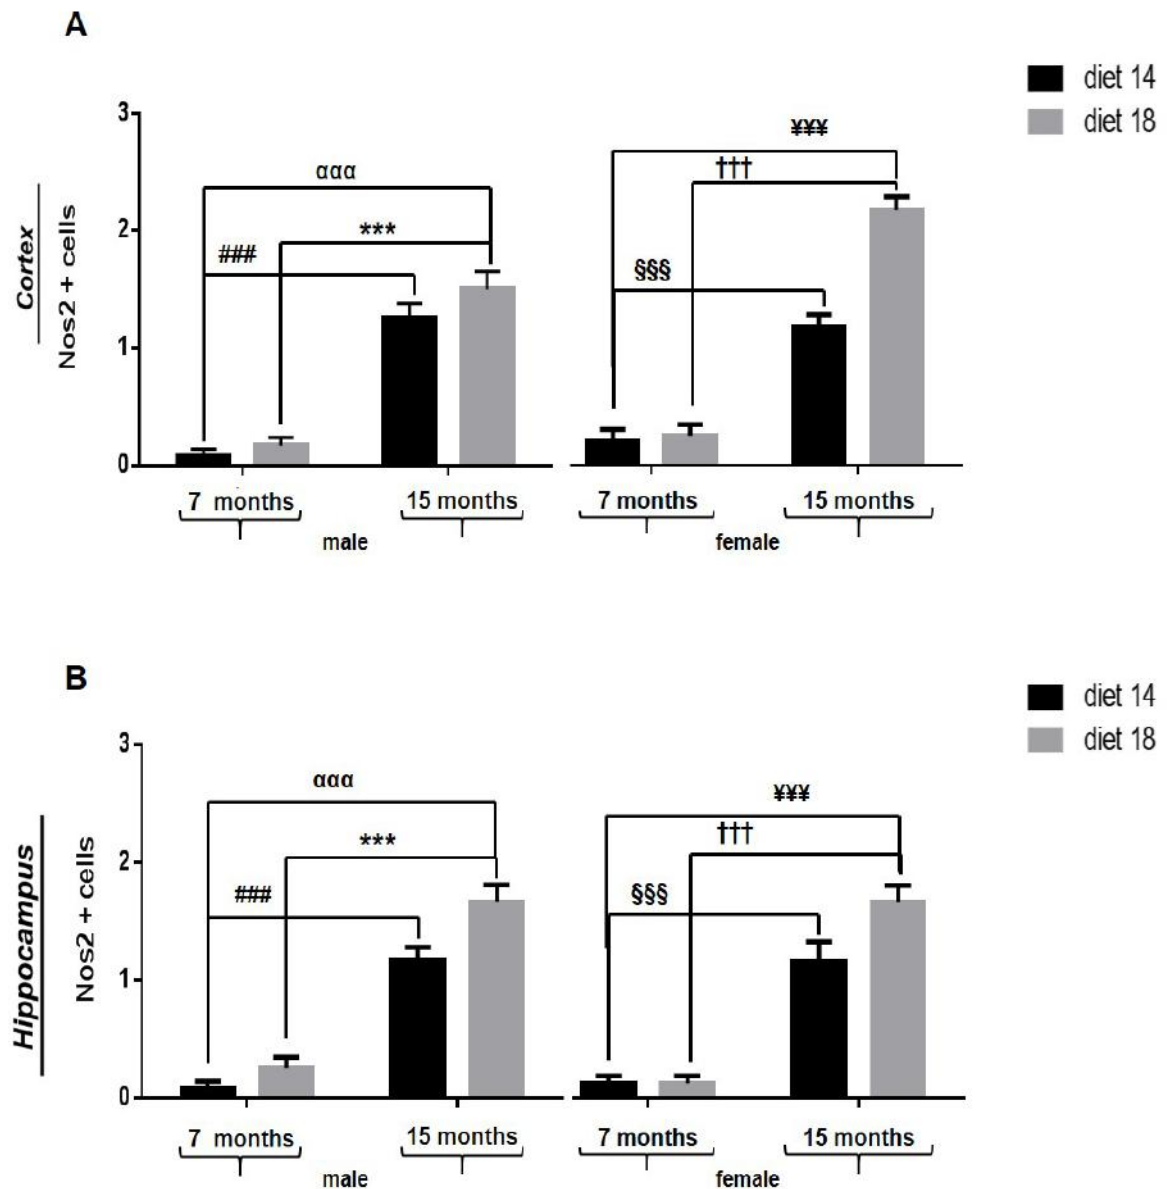 A
diet 14
diet 18
Cortex
Nos2 + cells
3
2
1
0
ααα
***
###
¥¥¥
†††
§§§
7 months
15 months
7 months
15 months
male
female
B
diet 14
diet 18
Hippocampus
Nos2 + cells
3
2
1
0
ααα
***
###
¥¥¥
†††
§§§
7 months
15 months
7 months
15 months
male
female